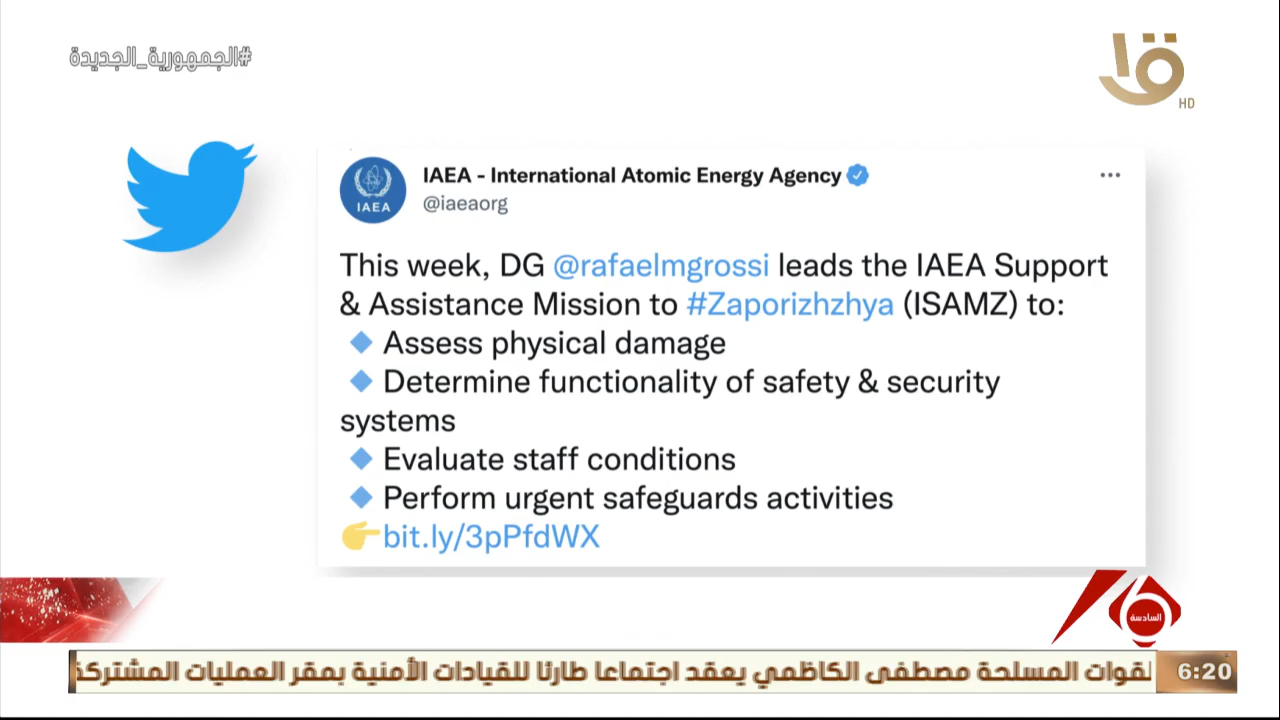 #الجمهورية_الجديدة
HD
IAEA
IAEA - International Atomic Energy Agency
@iaeaorg
This week, DG @rafaelmgrossi leads the IAEA Support
& Assistance Mission to #Zaporizhzhya (ISAMZ) to:
🔹 Assess physical damage
🔹 Determine functionality of safety & security
systems
🔹 Evaluate staff conditions
🔹 Perform urgent safeguards activities
👉bit.ly/3pPfdWX
6
السادسة
لقوات المسلحة مصطفى الكاظمي يعقد اجتماعا طارئا للقيادات الأمنية بمقر العمليات المشتركة
6:20